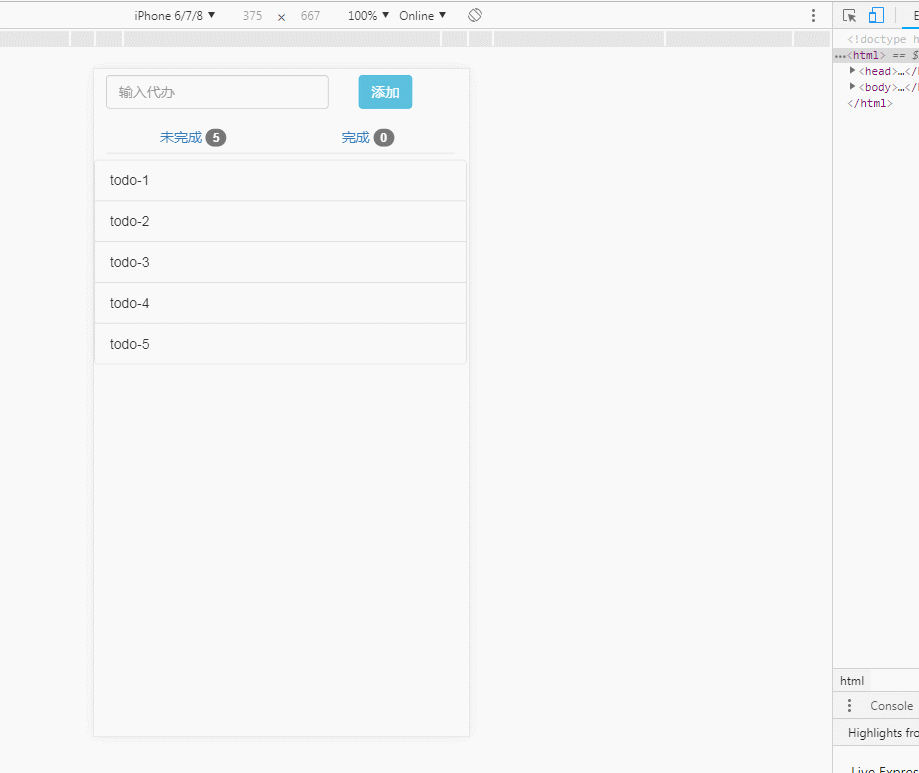 iPhone 6/7/8 ▼ 375 × 667 100% ▼ Online ▼
<!doctype h
…<html> == $
▶<head>…</h
▶<body>…</b
</html>
输入代办 添加
未完成 5 完成 0
todo-1
todo-2
todo-3
todo-4
todo-5
html
Console
Highlights fro
Live Expres